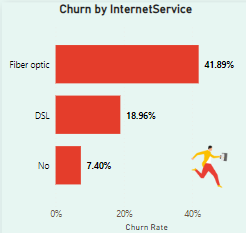 Churn by InternetService
Fiber optic 41.89%
DSL 18.96%
No 7.40%
0% 20% 40%
Churn Rate